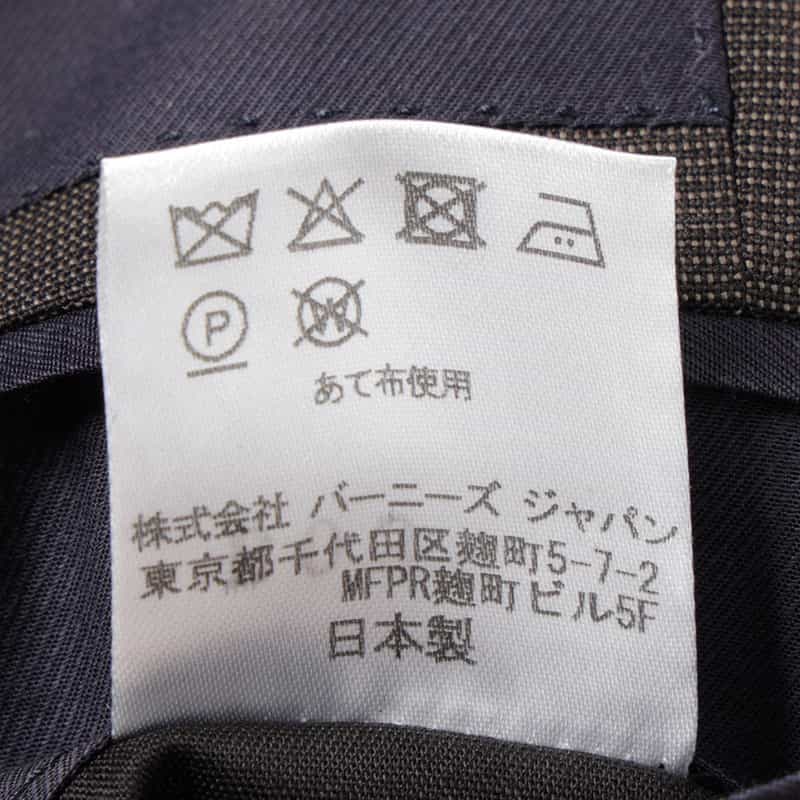 P W
あて布使用
株式会社 バーニーズ ジャパン
東京都千代田区麹町5-7-2
MFPR麹町ビル5F
日本製